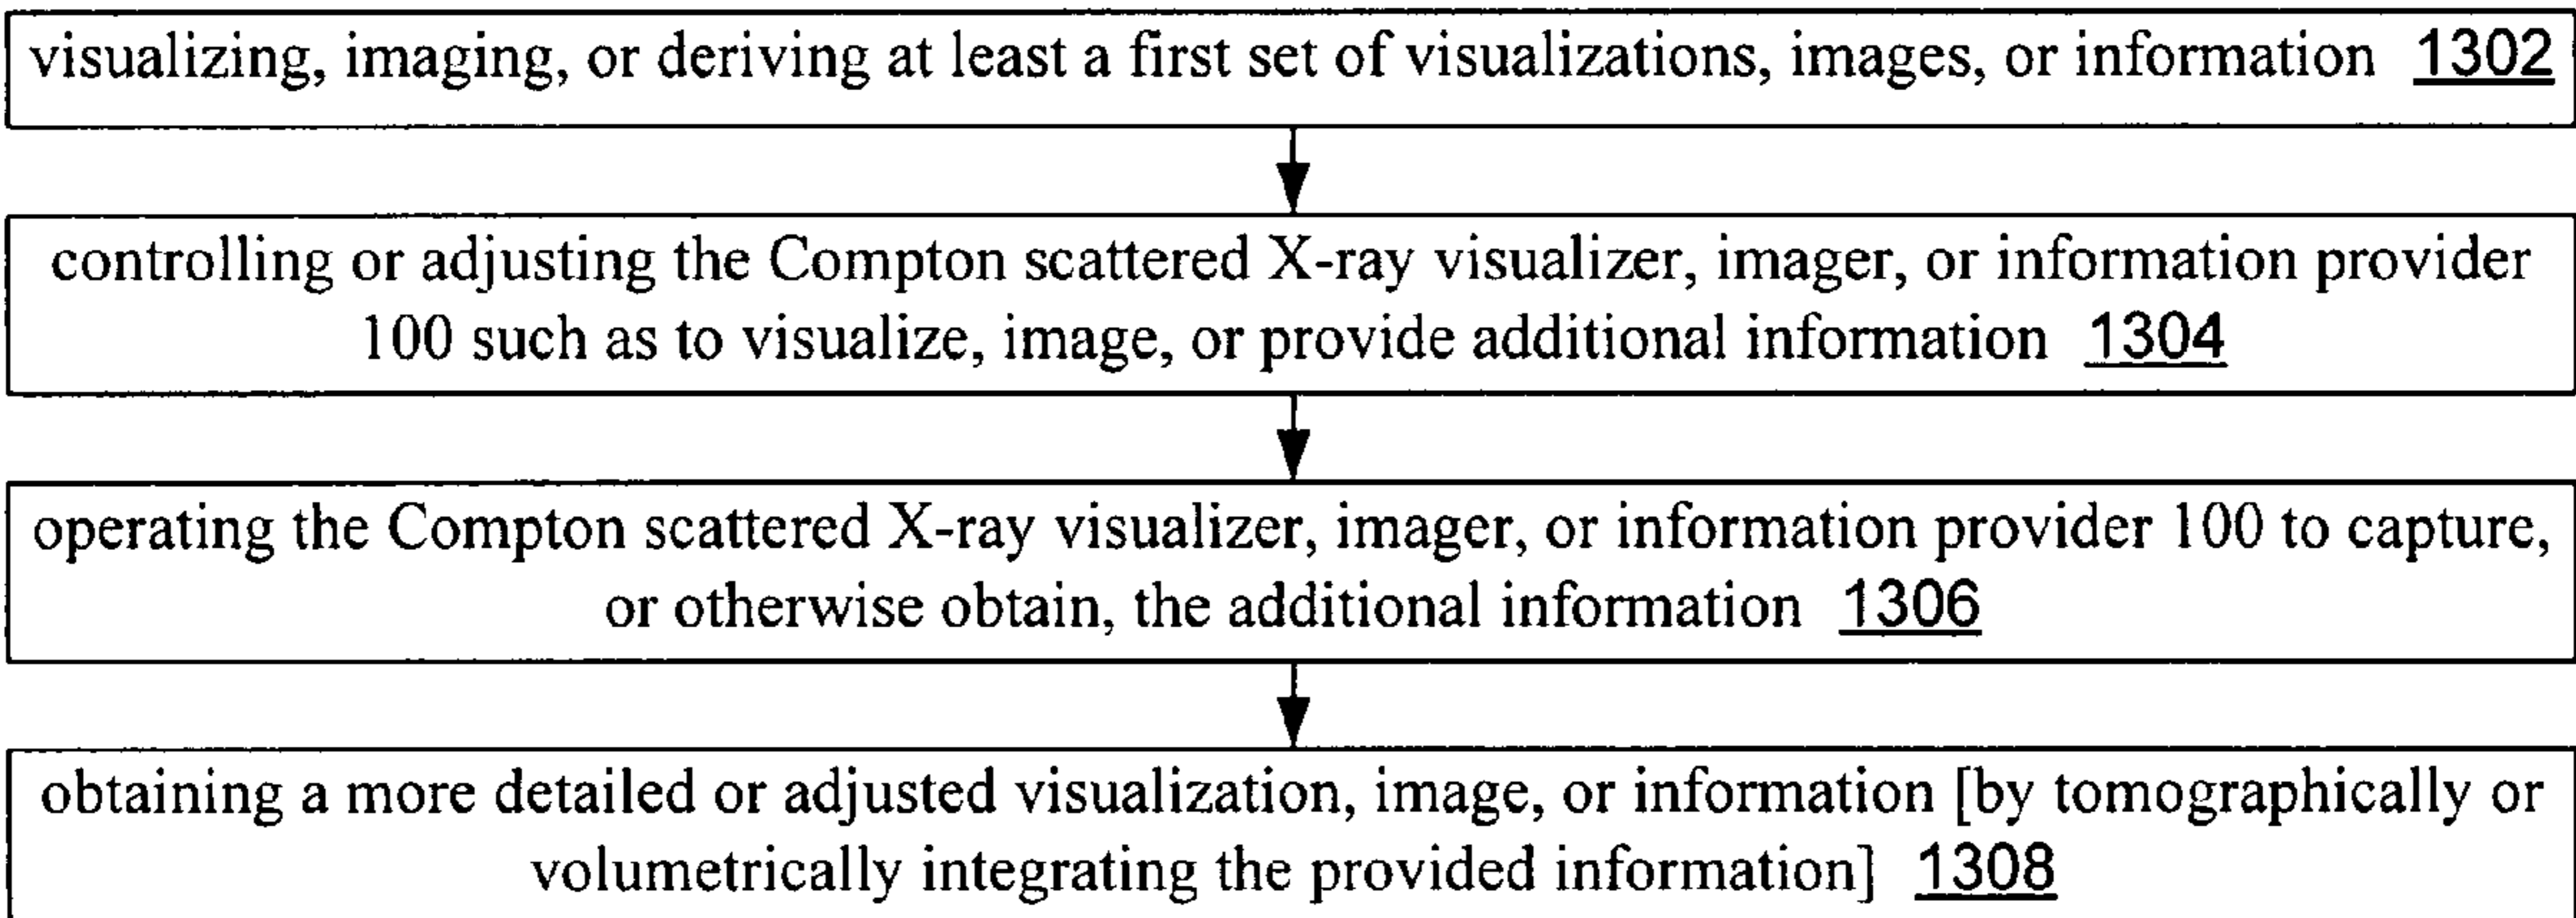 visualizing, imaging, or deriving at least a first set of visualizations, images, or information 1302
controlling or adjusting the Compton scattered X-ray visualizer, imager, or information provider
100 such as to visualize, image, or provide additional information 1304
operating the Compton scattered X-ray visualizer, imager, or information provider 100 to capture,
or otherwise obtain, the additional information 1306
obtaining a more detailed or adjusted visualization, image, or information [by tomographically or
volumetrically integrating the provided information] 1308